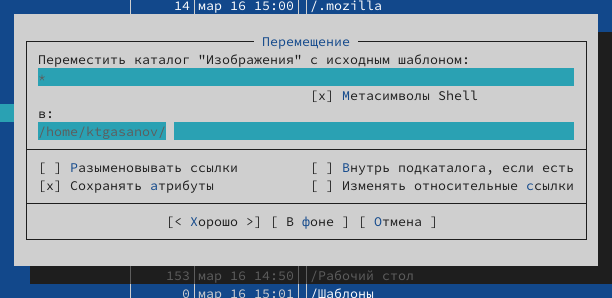 14 мар 16 15:00 /.mozilla
Перемещение
Переместить каталог "Изображения" с исходным шаблоном:
*
[x] Метасимволы Shell
в:
/home/ktgasanov/
[ ] Разыменовывать ссылки [ ] Внутрь подкаталога, если есть
[x] Сохранять атрибуты [ ] Изменять относительные ссылки
[< Хорошо >] [ В фоне ] [ Отмена ]
153 мар 16 14:50 /Рабочий стол
0 мар 16 15:01 /Шаблоны